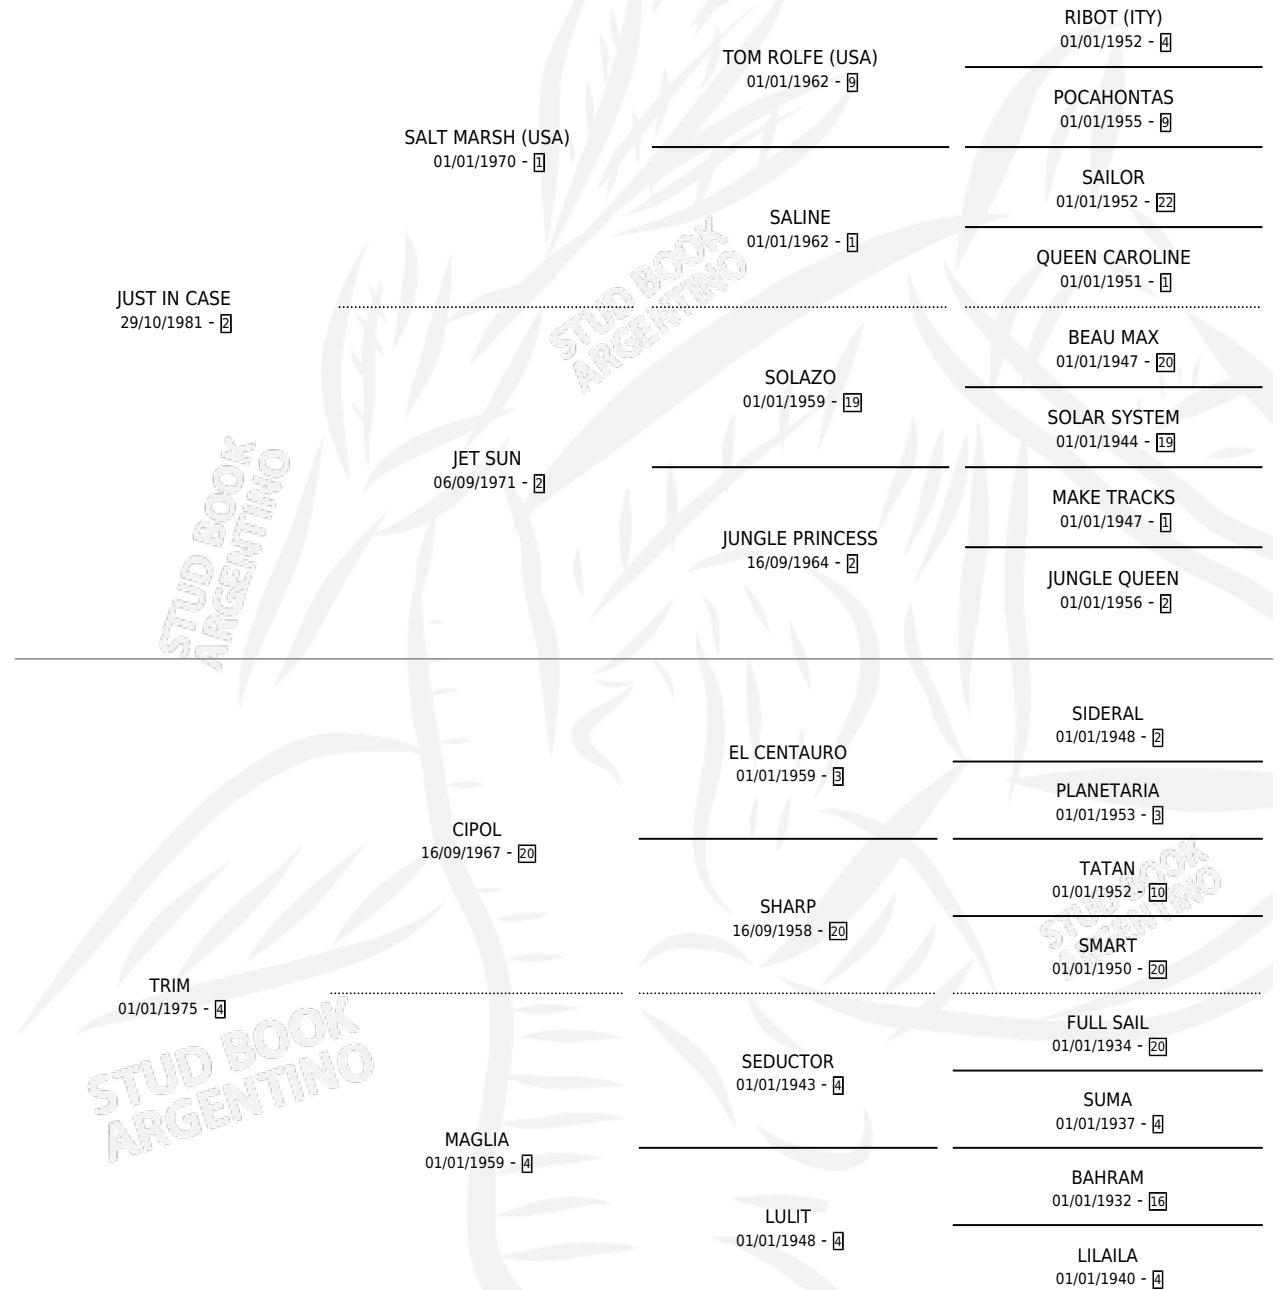 RIBOT (ITY)
01/01/1952 - 4
TOM ROLFE (USA)
01/01/1962 - 9
POCAHONTAS
01/01/1955 - 9
SALT MARSH (USA)
01/01/1970 - 1
SAILOR
01/01/1952 - 22
SALINE
01/01/1962 - 1
QUEEN CAROLINE
01/01/1951 - 1
JUST IN CASE
29/10/1981 - 2
BEAU MAX
01/01/1947 - 20
SOLAZO
01/01/1959 - 19
SOLAR SYSTEM
01/01/1944 - 19
JET SUN
06/09/1971 - 2
MAKE TRACKS
01/01/1947 - 1
JUNGLE PRINCESS
16/09/1964 - 2
JUNGLE QUEEN
01/01/1956 - 2
STUD BOOK
ARGENTINO
STUD BOOK
ARGENTINO
SIDERAL
01/01/1948 - 2
EL CENTAURO
01/01/1959 - 3
PLANETARIA
01/01/1953 - 3
CIPOL
16/09/1967 - 20
TATAN
01/01/1952 - 10
SHARP
16/09/1958 - 20
SMART
01/01/1950 - 20
TRIM
01/01/1975 - 4
FULL SAIL
01/01/1934 - 20
SEDUCTOR
01/01/1943 - 4
SUMA
01/01/1937 - 4
MAGLIA
01/01/1959 - 4
BAHRAM
01/01/1932 - 16
LULIT
01/01/1948 - 4
LILAILA
01/01/1940 - 4
STUD BOOK
ARGENTINO
STUD BOOK
ARGENTINO